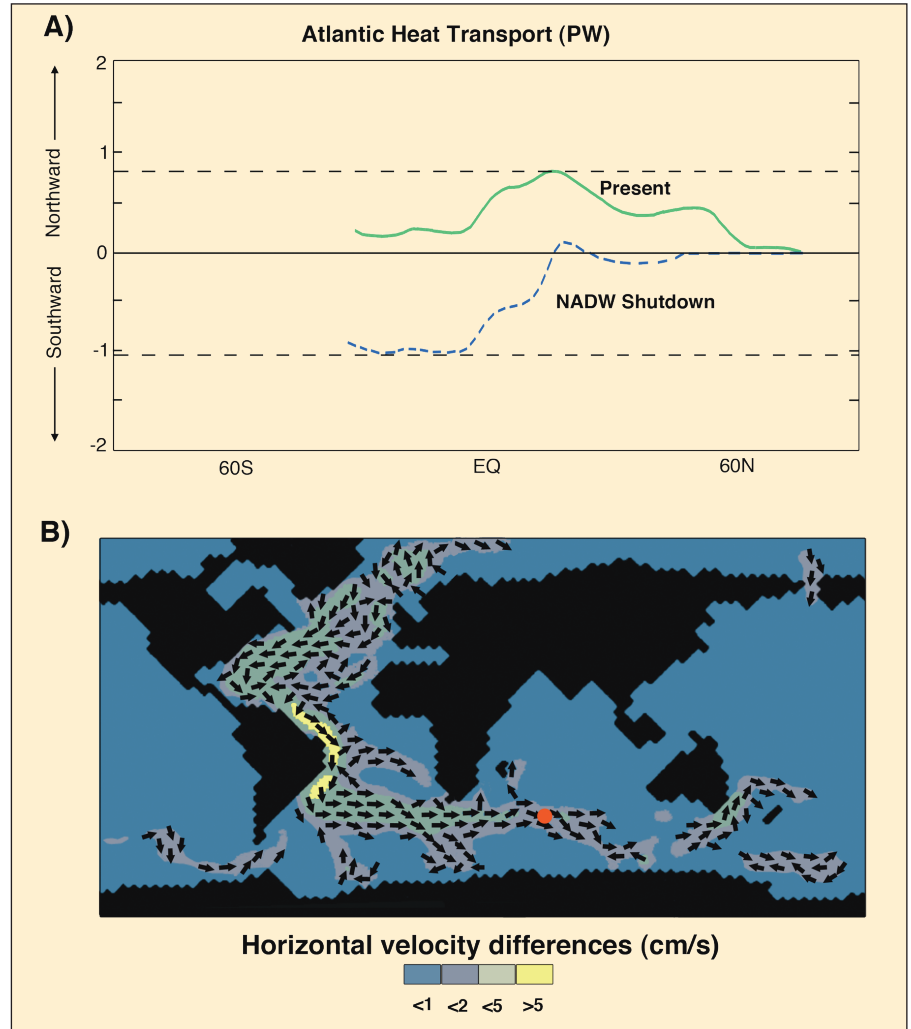 A)
Atlantic Heat Transport (PW)
2
1
0
-1
-2
Northward
Southward
Present
NADW Shutdown
60S EQ 60N
B)
Horizontal velocity differences (cm/s)
<1 <2 <5 >5